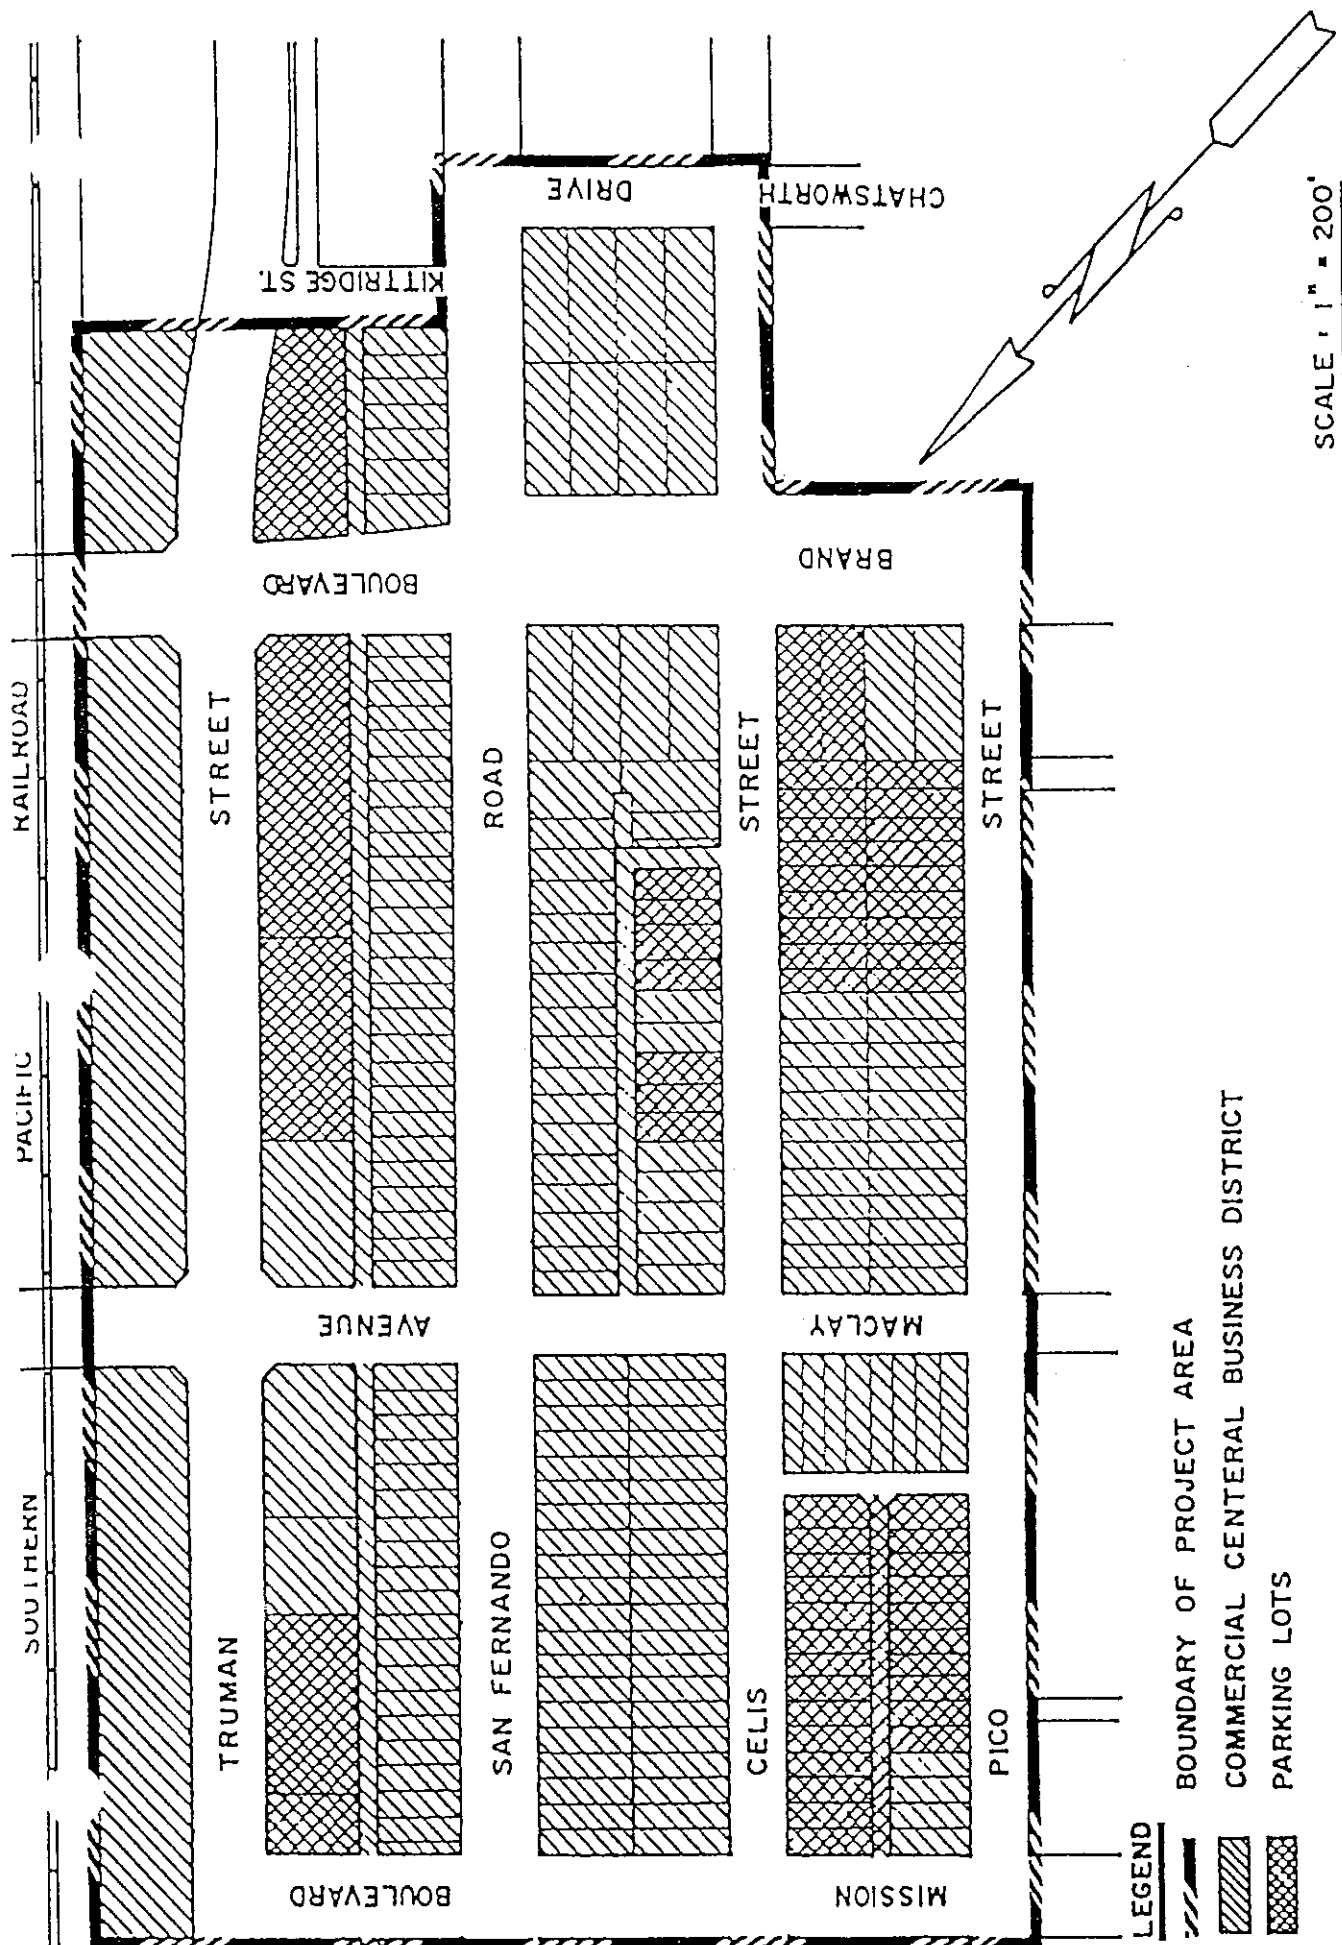 SOUTHERN PACIFIC RAILROAD
TRUMAN STREET
SAN FERNANDO ROAD
CELIS STREET
PICO STREET
MISSION BOULEVARD
MACLAY AVENUE
BRAND BOULEVARD
KITTRIDGE ST.
CHATSWORTH DRIVE
LEGEND
BOUNDARY OF PROJECT AREA
COMMERCIAL CENTERAL BUSINESS DISTRICT
PARKING LOTS
SCALE : 1" = 200'